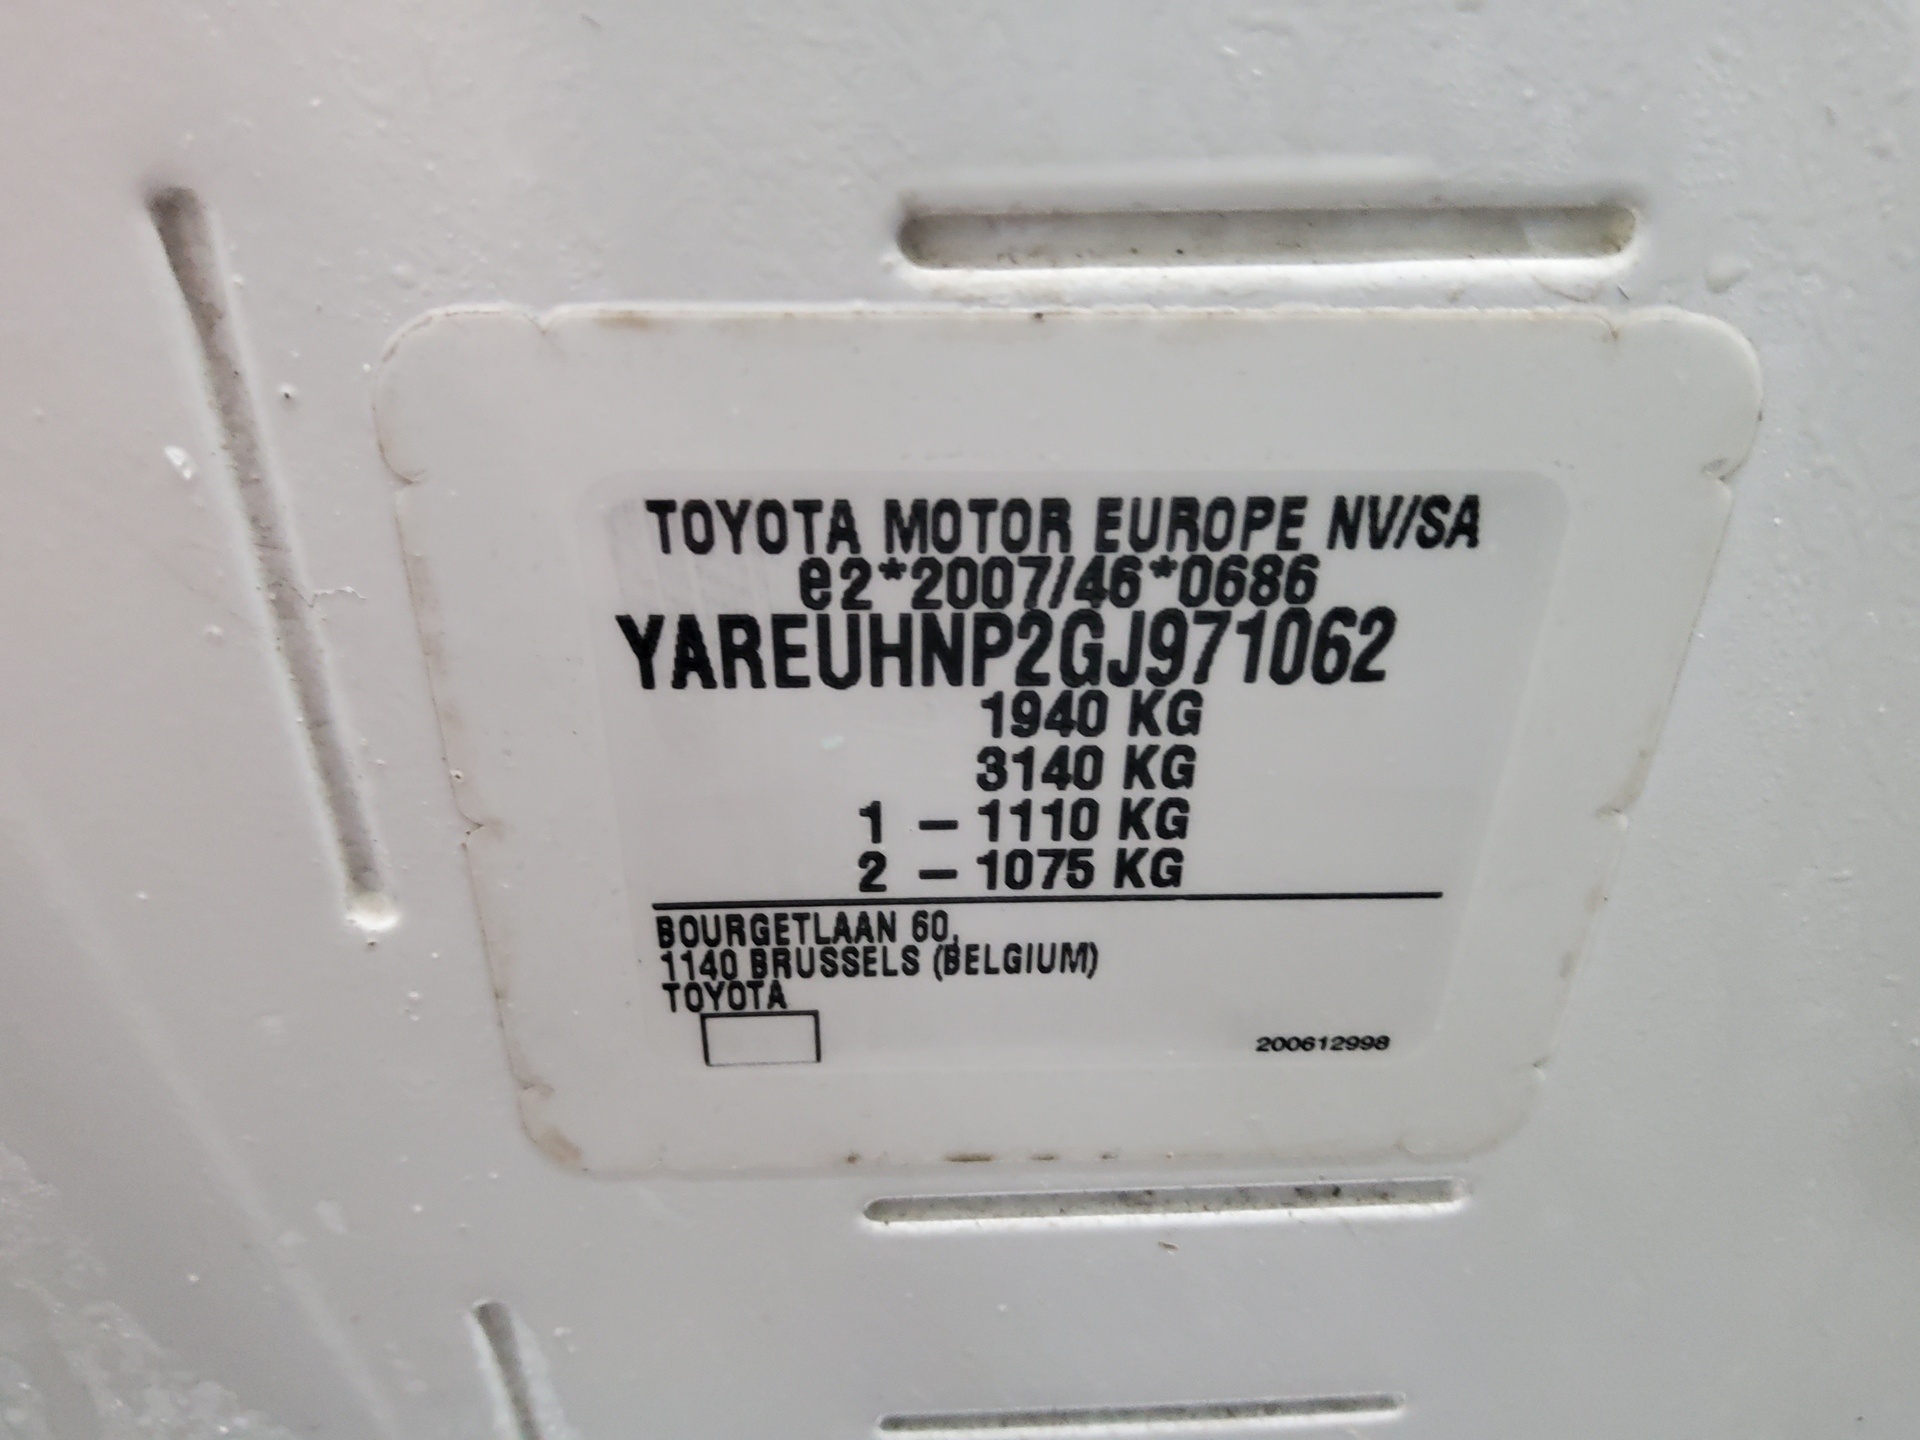 TOYOTA MOTOR EUROPE NV/SA
e2*2007/46*0686
YAREUHNP2GJ971062
1940 KG
3140 KG
1 – 1110 KG
2 – 1075 KG
BOURGETLAAN 60,
1140 BRUSSELS (BELGIUM)
TOYOTA
200612998